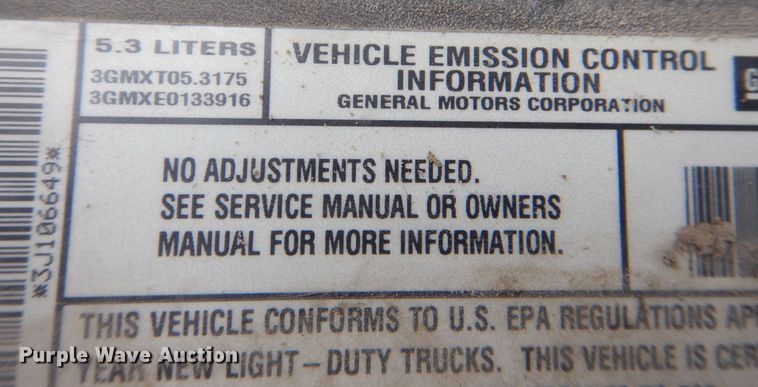 5.3 LITERS
3GMXT05.3175
3GMXE0133916
VEHICLE EMISSION CONTROL
INFORMATION
GENERAL MOTORS CORPORATION
*3J106649*
NO ADJUSTMENTS NEEDED.
SEE SERVICE MANUAL OR OWNERS
MANUAL FOR MORE INFORMATION.
THIS VEHICLE CONFORMS TO U.S. EPA REGULATIONS
YEAR NEW LIGHT-DUTY TRUCKS. THIS VEHICLE IS
Purple Wave Auction